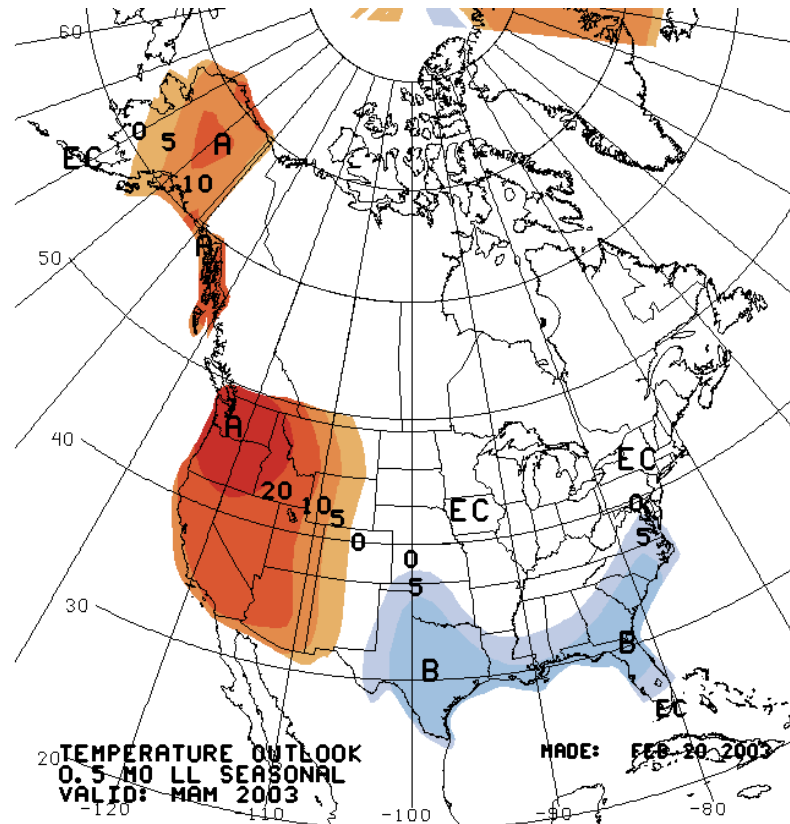 60
0
5
A
EC
10
A
50
A
40
EC
20
10
5
EC
0
5
0
0
5
30
B
B
EC
TEMPERATURE OUTLOOK
0.5 MO LL SEASONAL
VALID: MAM 2003
MADE: FEB 20 2003
20
-120
-110
-100
-90
-80